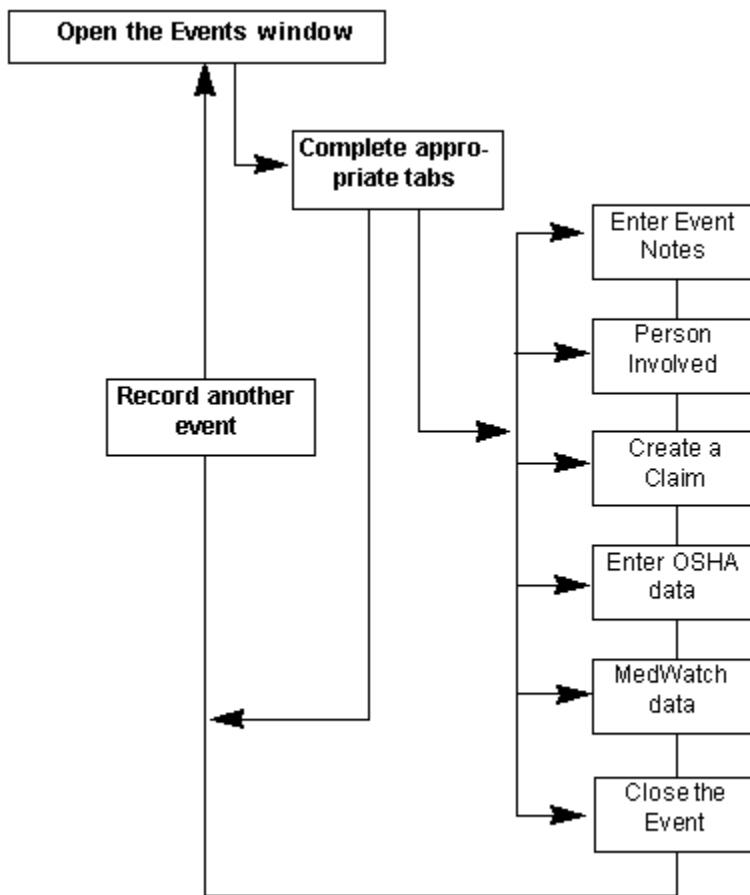 Open the Events window
Complete appro-
priate tabs
Enter Event
Notes
Person
Involved
Record another
event
Create a
Claim
Enter OSHA
data
MedWatch
data
Close the
Event